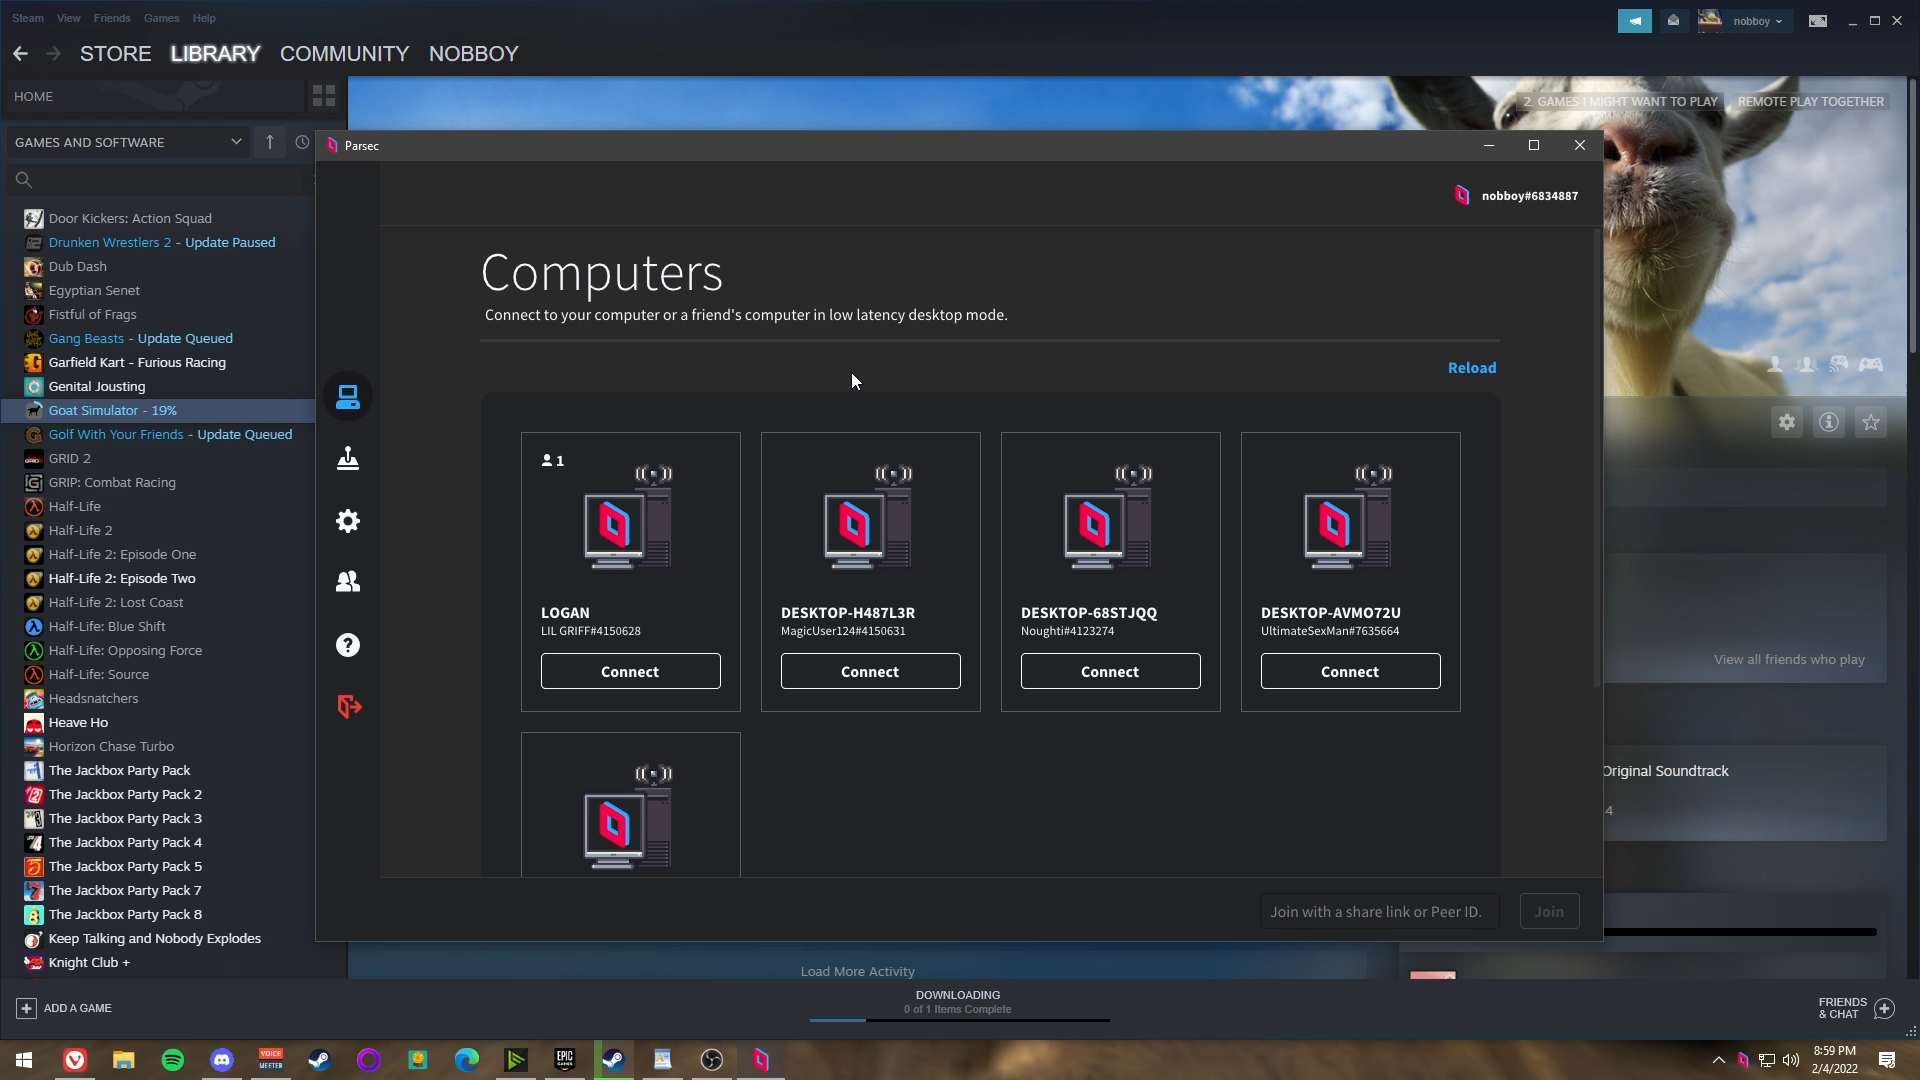 Steam View Friends Games Help
nobboy
STORE LIBRARY COMMUNITY NOBBOY
HOME
2. GAMES I MIGHT WANT TO PLAY REMOTE PLAY TOGETHER
GAMES AND SOFTWARE
Door Kickers: Action Squad
Drunken Wrestlers 2 - Update Paused
Dub Dash
Egyptian Senet
Fistful of Frags
Gang Beasts - Update Queued
Garfield Kart - Furious Racing
Genital Jousting
Goat Simulator - 19%
Golf With Your Friends - Update Queued
GRID 2
GRIP: Combat Racing
Half-Life
Half-Life 2
Half-Life 2: Episode One
Half-Life 2: Episode Two
Half-Life 2: Lost Coast
Half-Life: Blue Shift
Half-Life: Opposing Force
Half-Life: Source
Headsnatchers
Heave Ho
Horizon Chase Turbo
The Jackbox Party Pack
The Jackbox Party Pack 2
The Jackbox Party Pack 3
The Jackbox Party Pack 4
The Jackbox Party Pack 5
The Jackbox Party Pack 7
The Jackbox Party Pack 8
Keep Talking and Nobody Explodes
Knight Club +
Parsec
nobboy#6834887
Computers
Connect to your computer or a friend's computer in low latency desktop mode.
Reload
1
LOGAN
LIL GRIFF#4150628
Connect
DESKTOP-H487L3R
MagicUser124#4150631
Connect
DESKTOP-68STJQQ
Noughti#4123274
Connect
DESKTOP-AVMO72U
UltimateSexMan#7635664
Connect
Join with a share link or Peer ID.
Join
View all friends who play
Original Soundtrack
4
Load More Activity
ADD A GAME
DOWNLOADING
0 of 1 Items Complete
FRIENDS
& CHAT
VOICE
MEETER
EPIC
GAMES
8:59 PM
2/4/2022